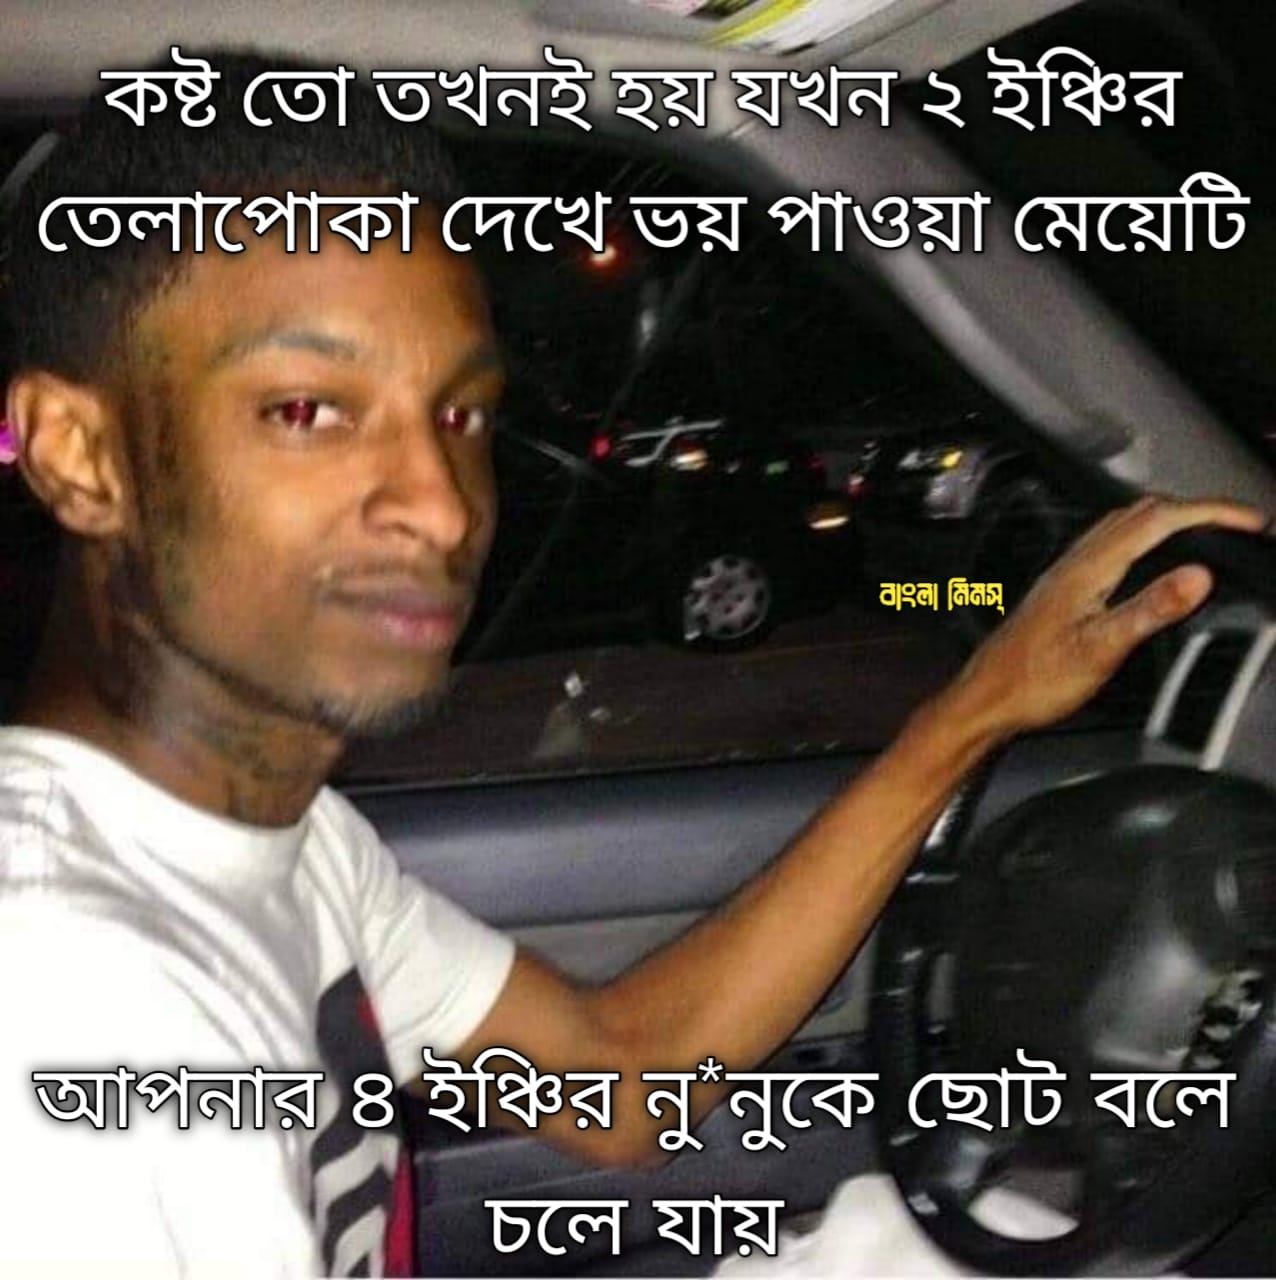 কষ্ট তো তখনই হয় যখন ২ ইঞ্চির
তেলাপোকা দেখে ভয় পাওয়া মেয়েটি
বাংলা মিমস্
আপনার ৪ ইঞ্চির নু*নুকে ছোট বলে
চলে যায়